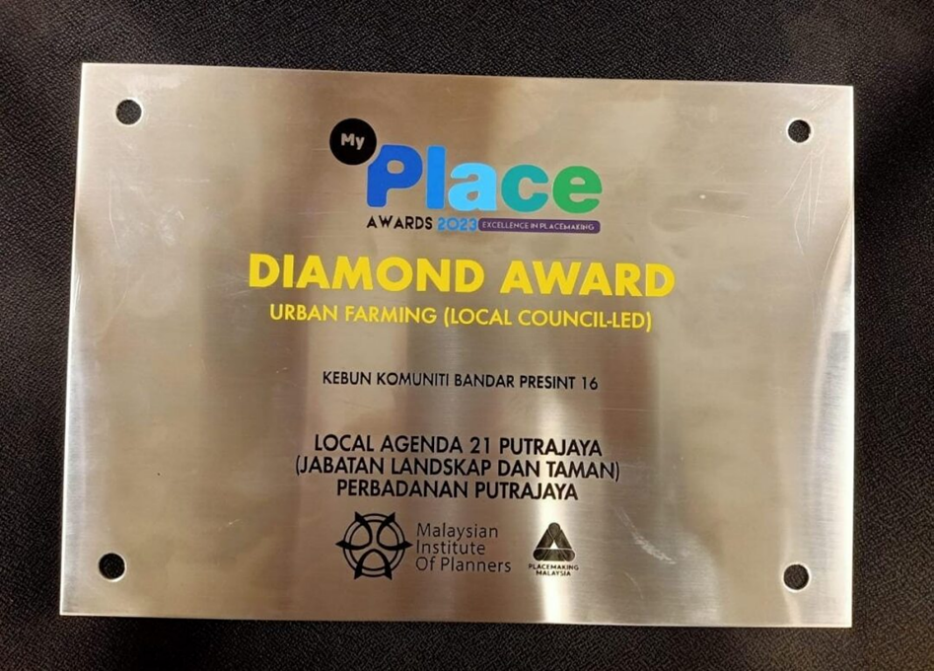 My
Place
AWARDS 2023 EXCELLENCE IN PLACEMAKING
DIAMOND AWARD
URBAN FARMING (LOCAL COUNCIL-LED)
KEBUN KOMUNITI BANDAR PRESINT 16
LOCAL AGENDA 21 PUTRAJAYA
(JABATAN LANDSKAP DAN TAMAN)
PERBADANAN PUTRAJAYA
Malaysian
Institute
Of Planners
PLACEMAKING
MALAYSIA